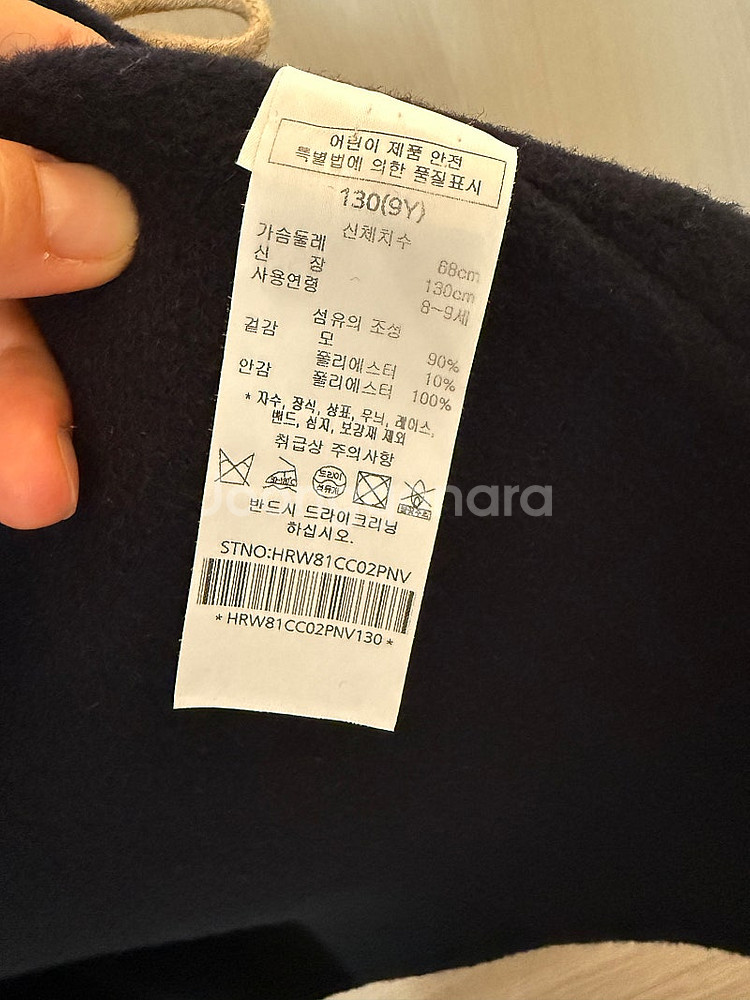 어린이 제품 안전
특별법에 의한 품질표시
130(9Y)
신체치수
가슴둘레 68cm
신 장 130cm
사용연령 8~9세
섬유의 조성
겉감 모 90%
폴리에스터 10%
안감 폴리에스터 100%
* 자수, 장식, 상표, 무늬, 레이스,
밴드, 심지, 보강재 제외
취급상 주의사항
드라이
반드시 드라이크리닝
하십시오.
STNO:HRW81CC02PNV
* HRW81CC02PNV130 *